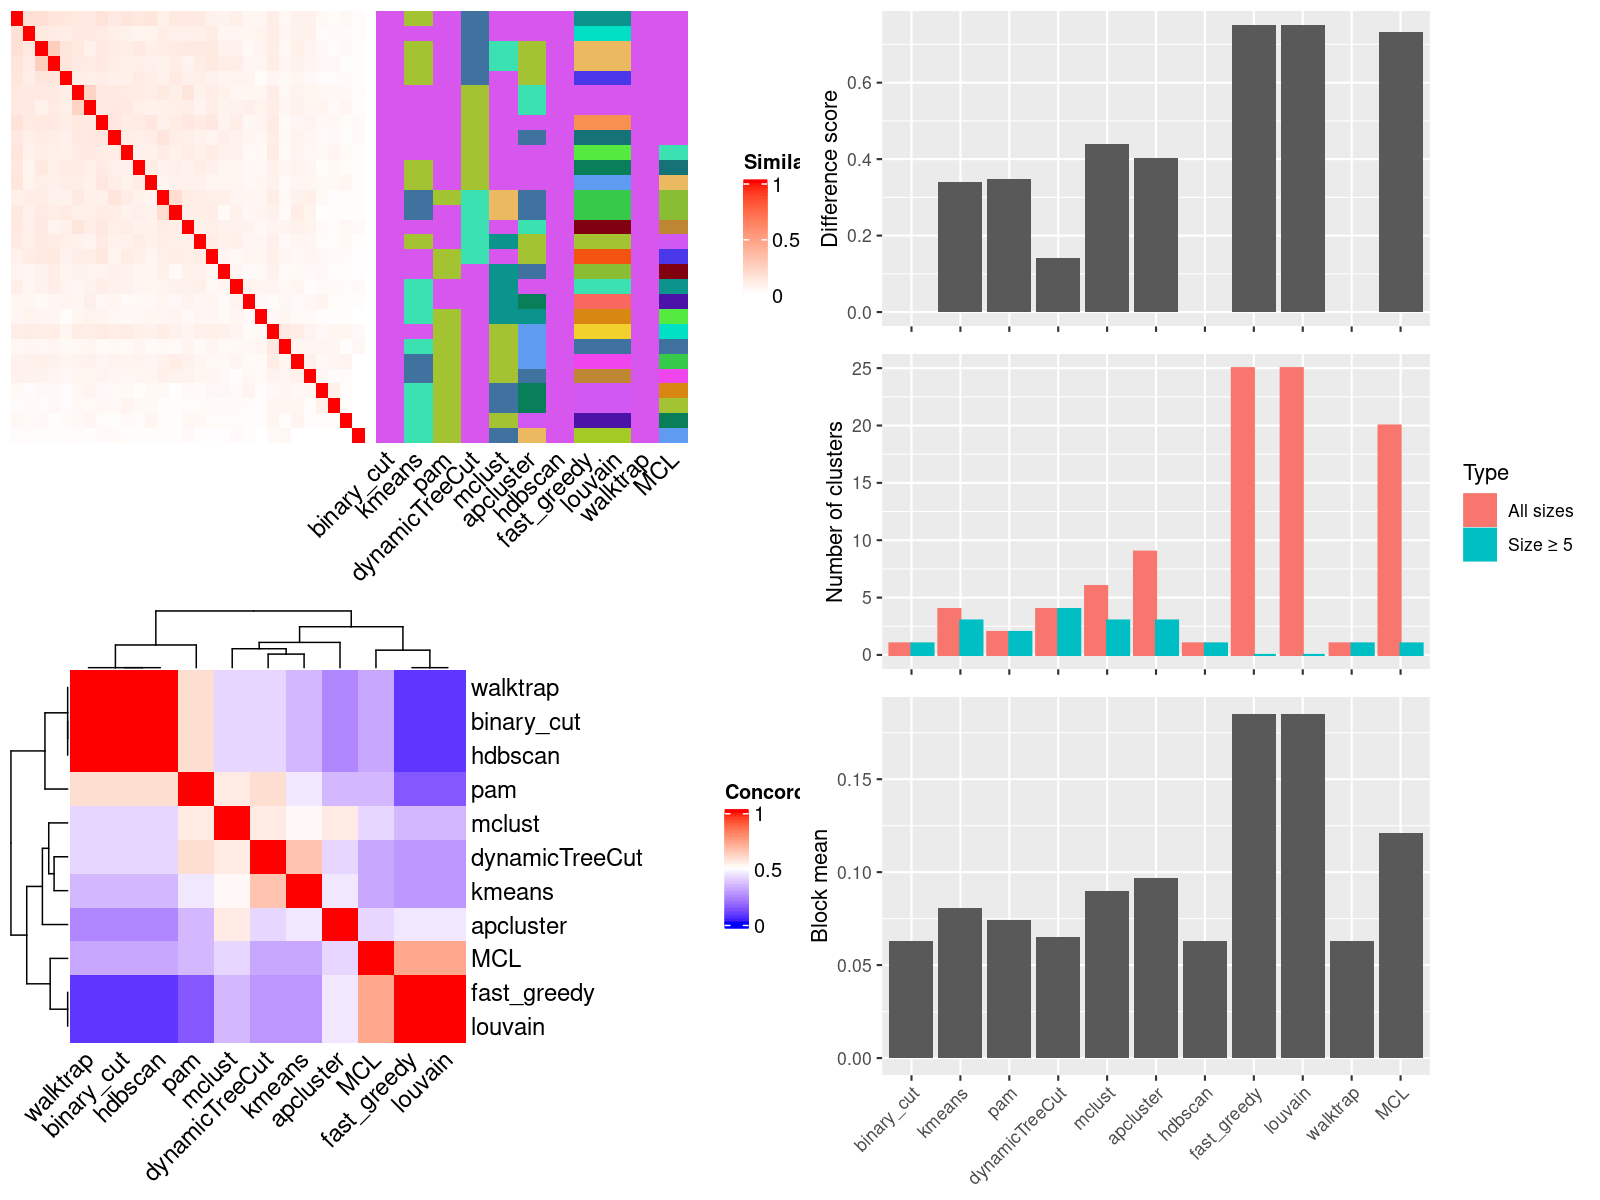 Simila
1
0.5
0
binary_cut
kmeans
pam
dynamicTreeCut
mclust
apcluster
hdbscan
fast_greedy
louvain
walktrap
MCL
walktrap
binary_cut
hdbscan
pam
mclust
dynamicTreeCut
kmeans
apcluster
MCL
fast_greedy
louvain
walktrap
binary_cut
hdbscan
pam
mclust
dynamicTreeCut
kmeans
apcluster
MCL
fast_greedy
louvain
Concord
1
0.5
0
Difference score
0.6
0.4
0.2
0.0
Number of clusters
25
20
15
10
5
0
Type
All sizes
Size ≥ 5
Block mean
0.15
0.10
0.05
0.00
binary_cut
kmeans
pam
dynamicTreeCut
mclust
apcluster
hdbscan
fast_greedy
louvain
walktrap
MCL